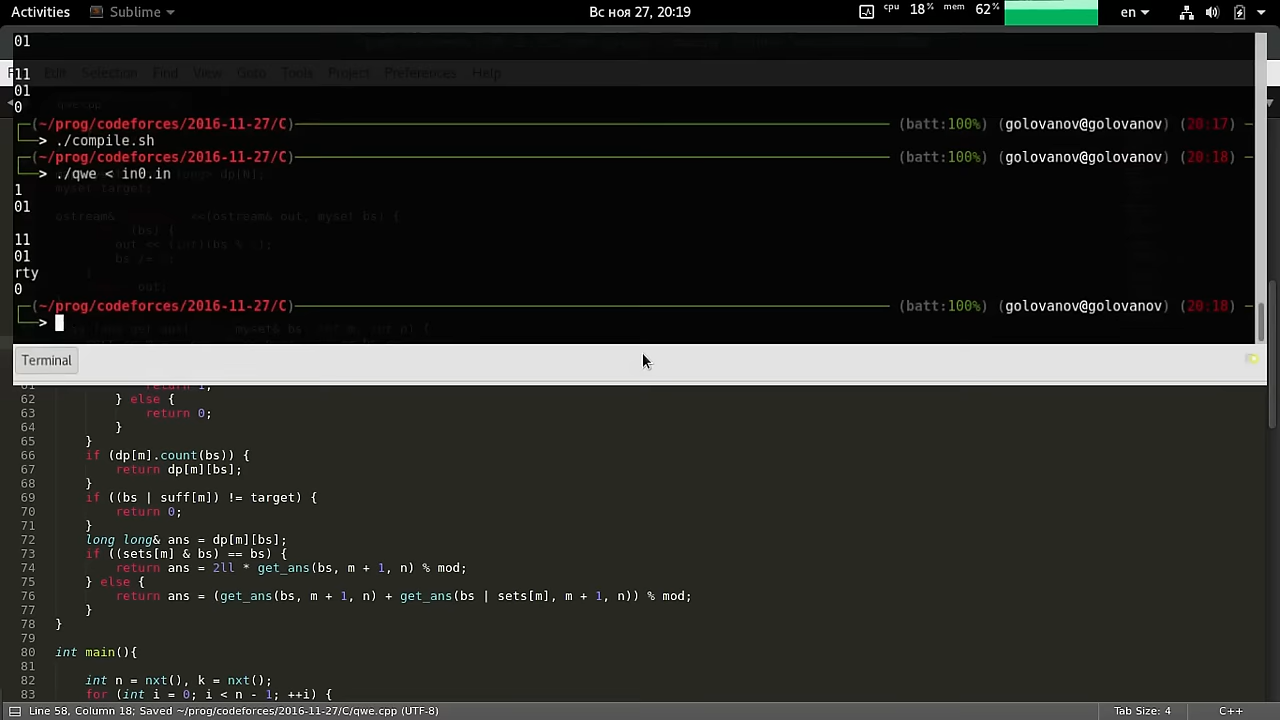 Activities Sublime Вс ноя 27, 20:19 cpu 18% mem 62% en
01
Edit Selection Find View Goto Tools Project Preferences Help
11
01
0
(~/prog/codeforces/2016-11-27/C) (batt:100%) (golovanov@golovanov) (20:17)
> ./compile.sh
(~/prog/codeforces/2016-11-27/C) (batt:100%) (golovanov@golovanov) (20:18)
> ./qwe < in0.in
1
01
11
01
rty
0
(~/prog/codeforces/2016-11-27/C) (batt:100%) (golovanov@golovanov) (20:18)
>
Terminal
62 } else {
63 return 0;
64 }
65 }
66 if (dp[m].count(bs)) {
67 return dp[m][bs];
68 }
69 if ((bs | suff[m]) != target) {
70 return 0;
71 }
72 long long& ans = dp[m][bs];
73 if ((sets[m] & bs) == bs) {
74 return ans = 2ll * get_ans(bs, m + 1, n) % mod;
75 } else {
76 return ans = (get_ans(bs, m + 1, n) + get_ans(bs | sets[m], m + 1, n)) % mod;
77 }
78 }
79
80 int main(){
81
82 int n = nxt(), k = nxt();
83 for (int i = 0; i < n - 1; ++i) {
Line 58, Column 18; Saved ~/prog/codeforces/2016-11-27/C/qwe.cpp (UTF-8) Tab Size: 4 C++